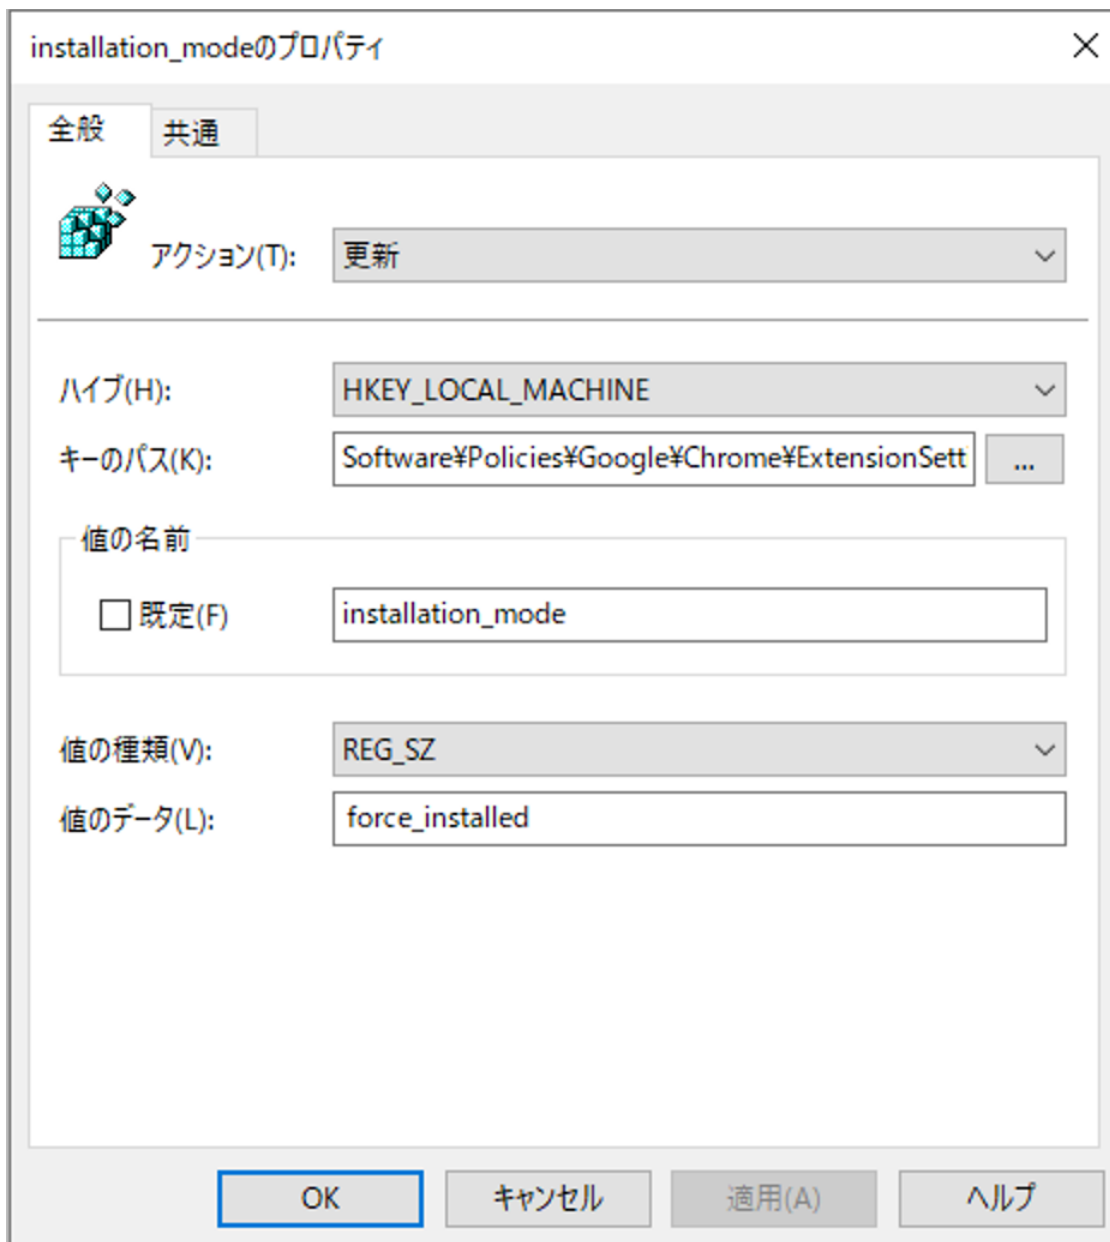 installation_modeのプロパティ
全般 共通
アクション(T): 更新
ハイブ(H): HKEY_LOCAL_MACHINE
キーのパス(K): Software¥Policies¥Google¥Chrome¥ExtensionSett ...
値の名前
既定(F) installation_mode
値の種類(V): REG_SZ
値のデータ(L): force_installed
OK キャンセル 適用(A) ヘルプ